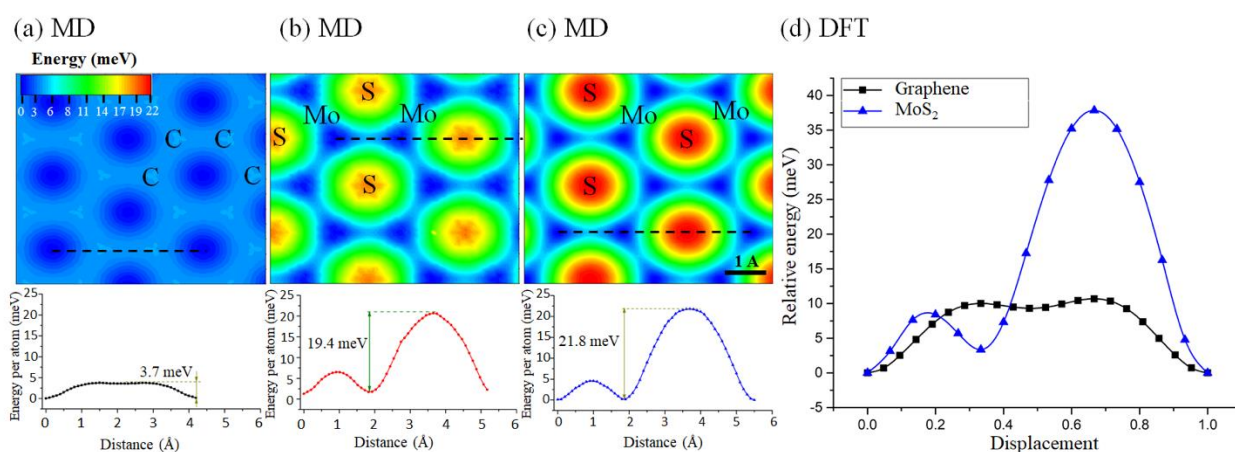 (a) MD
(b) MD
(c) MD
(d) DFT
Energy (meV)
0 3 6 8 11 14 17 19 22
C C
C C
S
Mo Mo
S
S
S
Mo Mo
S
S
1 A
Energy per atom (meV)
25
20
15
10
5
0
3.7 meV
0 1 2 3 4 5 6
Distance (Å)
Energy per atom (meV)
25
20
15
10
5
0
19.4 meV
0 1 2 3 4 5 6
Distance (Å)
Energy per atom (meV)
25
20
15
10
5
0
21.8 meV
0 1 2 3 4 5 6
Distance (Å)
Graphene
MoS₂
Relative energy (meV)
40
35
30
25
20
15
10
5
0
-5
0.0 0.2 0.4 0.6 0.8 1.0
Displacement